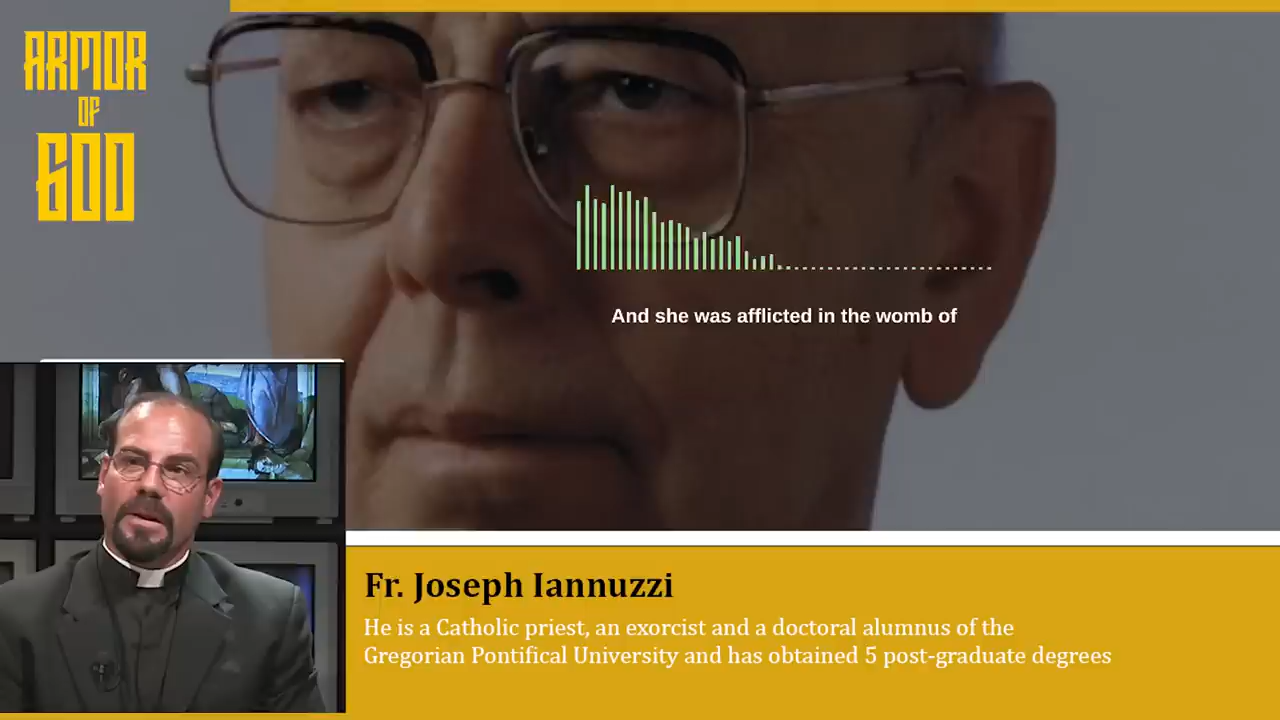 ARMOR
OF
GOD
And she was afflicted in the womb of
Fr. Joseph Iannuzzi
He is a Catholic priest, an exorcist and a doctoral alumnus of the
Gregorian Pontifical University and has obtained 5 post-graduate degrees